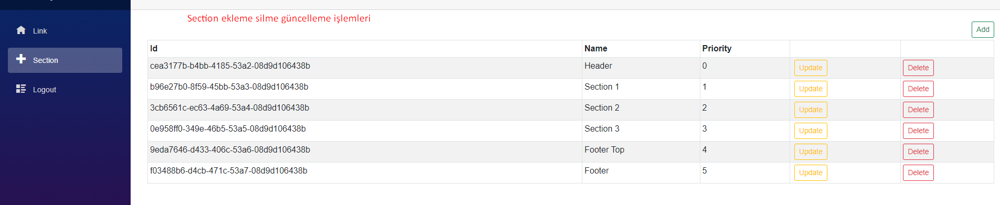 Section ekleme silme güncelleme işlemleri
Link
Section
Logout
Add
Id Name Priority
cea3177b-b4bb-4185-53a2-08d9d106438b Header 0 Update Delete
b96e27b0-8f59-45bb-53a3-08d9d106438b Section 1 1 Update Delete
3cb6561c-ec63-4a69-53a4-08d9d106438b Section 2 2 Update Delete
0e958ff0-349e-46b5-53a5-08d9d106438b Section 3 3 Update Delete
9eda7646-d433-406c-53a6-08d9d106438b Footer Top 4 Update Delete
f03488b6-d4cb-471c-53a7-08d9d106438b Footer 5 Update Delete